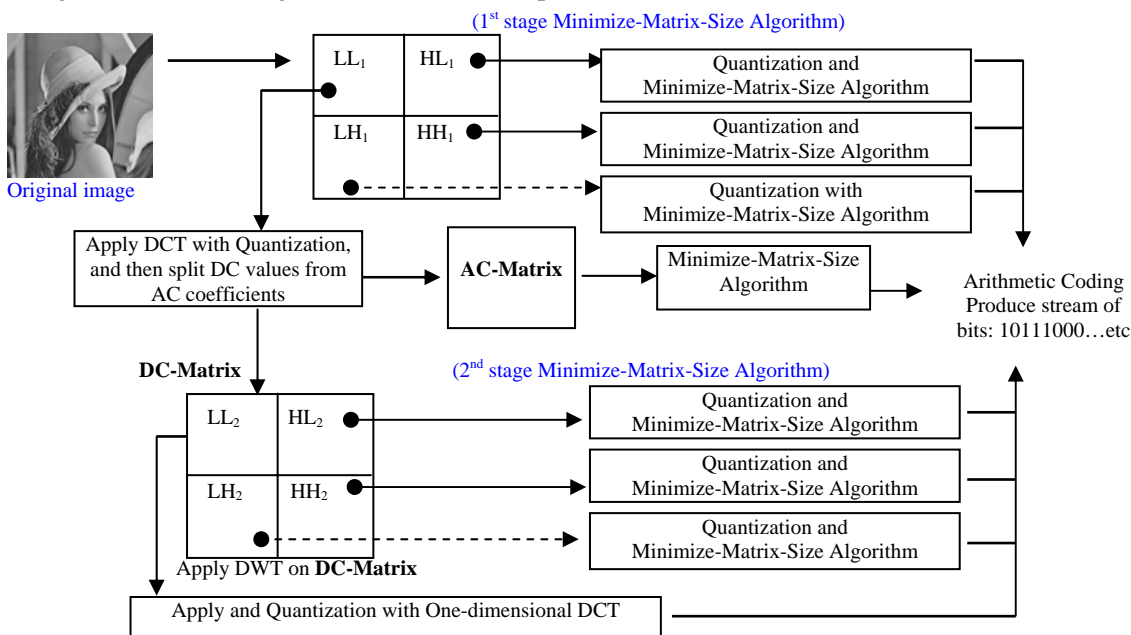 (1st stage Minimize-Matrix-Size Algorithm)
LL1
HL1
LH1
HH1
Original image
Quantization and
Minimize-Matrix-Size Algorithm
Quantization and
Minimize-Matrix-Size Algorithm
Quantization with
Minimize-Matrix-Size Algorithm
Apply DCT with Quantization,
and then split DC values from
AC coefficients
AC-Matrix
Minimize-Matrix-Size
Algorithm
Arithmetic Coding
Produce stream of
bits: 10111000…etc
DC-Matrix
(2nd stage Minimize-Matrix-Size Algorithm)
LL2
HL2
LH2
HH2
Quantization and
Minimize-Matrix-Size Algorithm
Quantization and
Minimize-Matrix-Size Algorithm
Quantization and
Minimize-Matrix-Size Algorithm
Apply DWT on DC-Matrix
Apply and Quantization with One-dimensional DCT